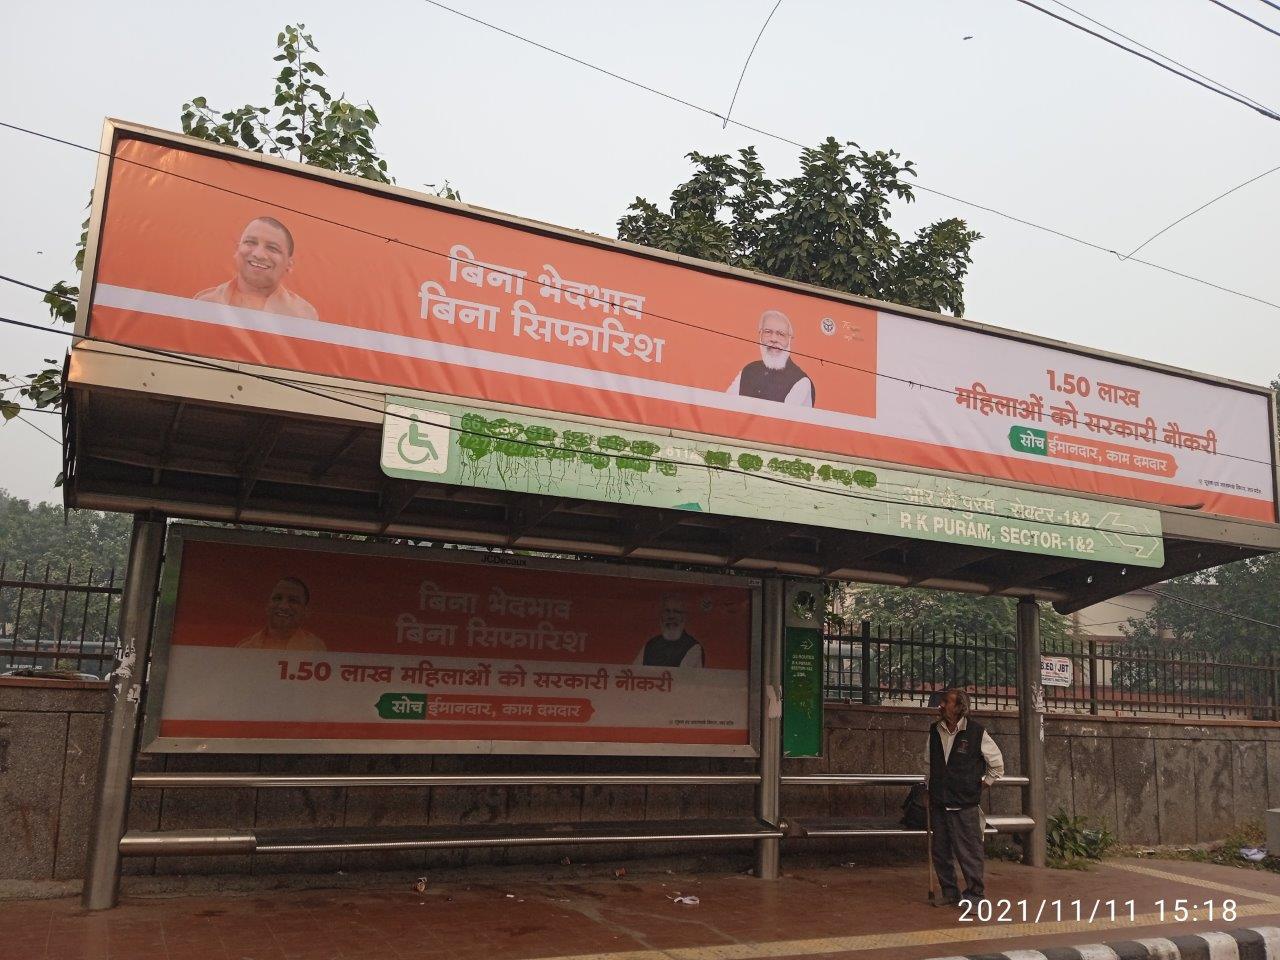 बिना भेदभाव
बिना सिफारिश
1.50 लाख
महिलाओं को सरकारी नौकरी
सोच ईमानदार, काम दमदार
आर.के.पुरम, सेक्टर-1&2
R K PURAM, SECTOR-1&2
JCDecaux
बिना भेदभाव
बिना सिफारिश
1.50 लाख महिलाओं को सरकारी नौकरी
सोच ईमानदार, काम दमदार
JBT
2021/11/11 15:18